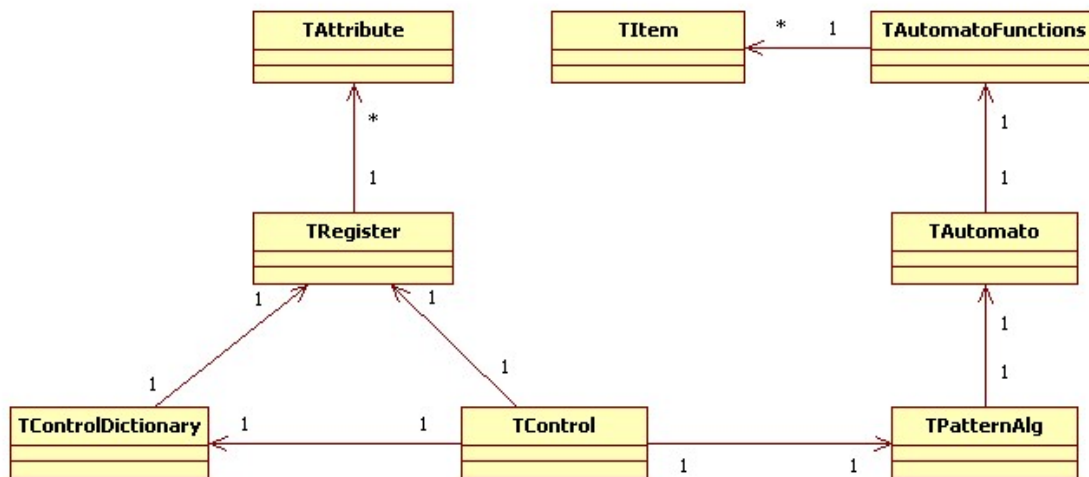 TAttribute
TItem
* 1
TAutomatoFunctions
*
1
1
1
TRegister
TAutomato
1
1
1
1
1
1
TControlDictionary
1
1
TControl
1
1
TPatternAlg